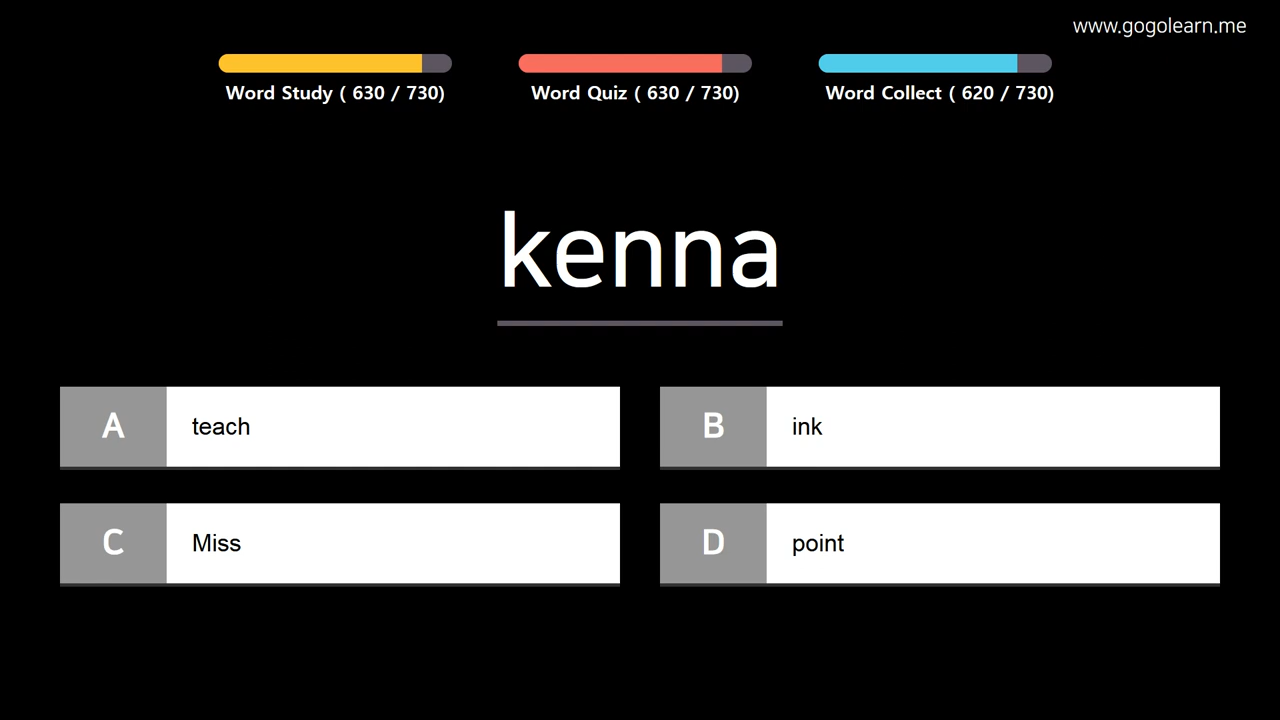 www.gogolearn.me
Word Study ( 630 / 730)
Word Quiz ( 630 / 730)
Word Collect ( 620 / 730)
kenna
A teach
B ink
C Miss
D point